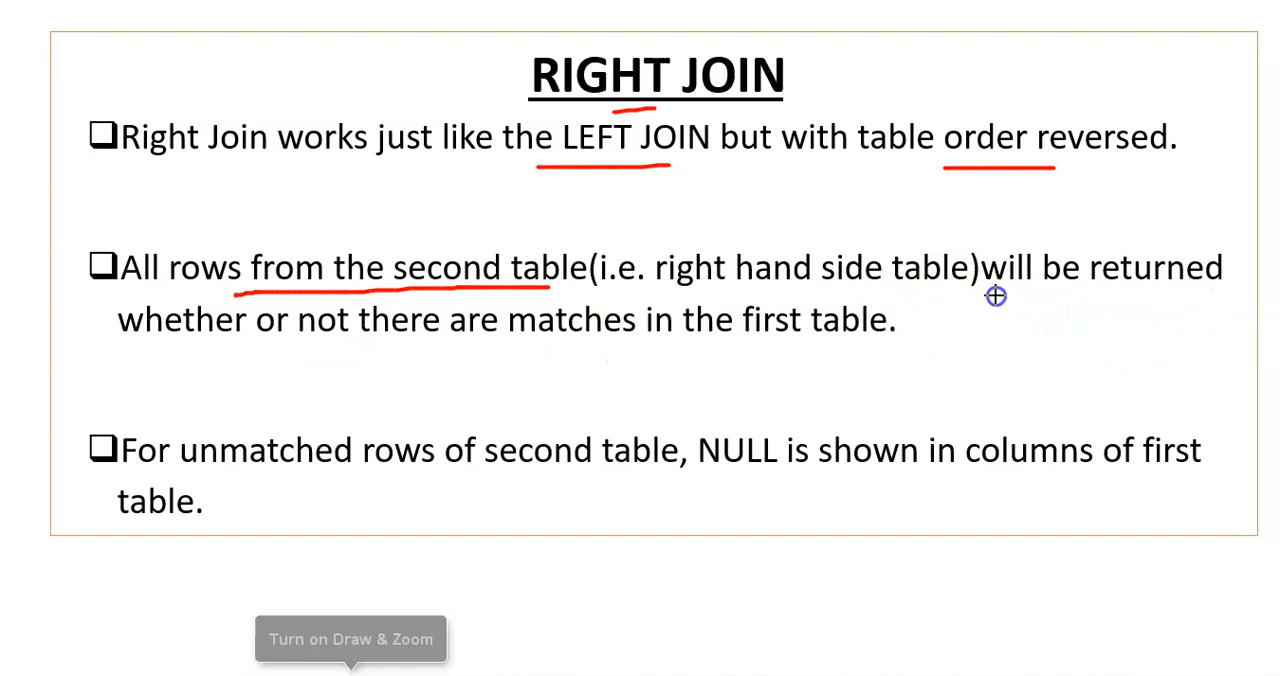 RIGHT JOIN
❑Right Join works just like the LEFT JOIN but with table order reversed.
❑All rows from the second table(i.e. right hand side table)will be returned
whether or not there are matches in the first table.
❑For unmatched rows of second table, NULL is shown in columns of first
table.
Turn on Draw & Zoom